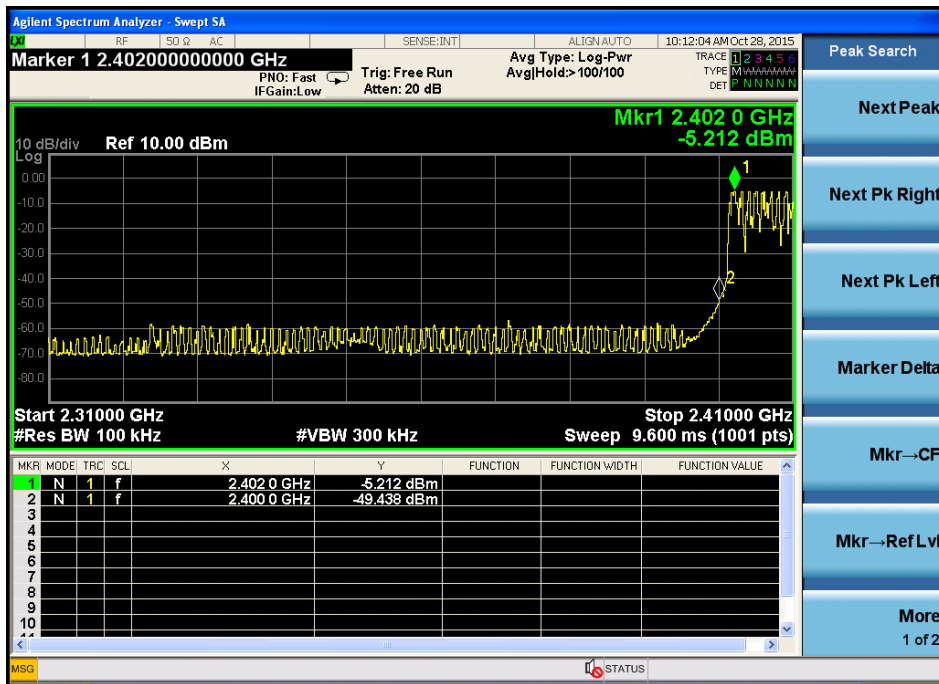 Agilent Spectrum Analyzer - Swept SA
LXI RF 50 Ω AC SENSE:INT ALIGN AUTO 10:12:04 AM Oct 28, 2015
Marker 1 2.402000000000 GHz
PNO: Fast
IFGain:Low
Trig: Free Run
Atten: 20 dB
Avg Type: Log-Pwr
Avg|Hold:>100/100
TRACE 1 2 3 4 5 6
TYPE M
DET P N N N N N
Peak Search
Next Peak
Next Pk Right
Next Pk Left
Marker Delta
Mkr→CF
Mkr→Ref Lvl
More
1 of 2
Mkr1 2.402 0 GHz
-5.212 dBm
10 dB/div Ref 10.00 dBm
Log
0.00
-10.0
-20.0
-30.0
-40.0
-50.0
-60.0
-70.0
-80.0
1
2
Start 2.31000 GHz Stop 2.41000 GHz
#Res BW 100 kHz #VBW 300 kHz Sweep 9.600 ms (1001 pts)
MKR MODE TRC SCL X Y FUNCTION FUNCTION WIDTH FUNCTION VALUE
1 N 1 f 2.402 0 GHz -5.212 dBm
2 N 1 f 2.400 0 GHz -49.438 dBm
3
4
5
6
7
8
9
10
MSG STATUS